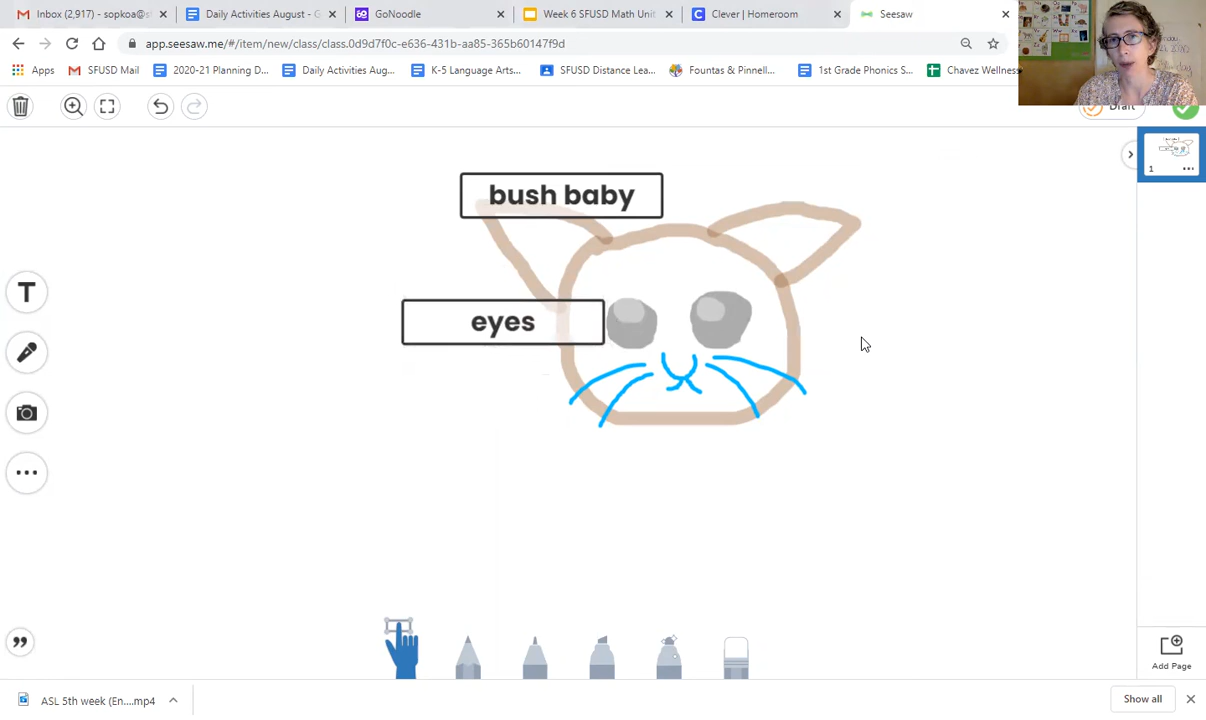 Inbox (2,917) - sopkoa@s
Daily Activities August - G
GoNoodle
Week 6 SFUSD Math Unit
Clever | Homeroom
Seesaw
app.seesaw.me/#/item/new/class/class.0d9d7f0c-e636-431b-aa85-365b60147f9d
Apps
SFUSD Mail
2020-21 Planning D...
Daily Activities Aug...
K-5 Language Arts...
SFUSD Distance Lea...
Fountas & Pinnell...
1st Grade Phonics S...
Chavez Wellness
Draft
1
bush baby
eyes
T
Add Page
ASL 5th week (En....mp4
Show all